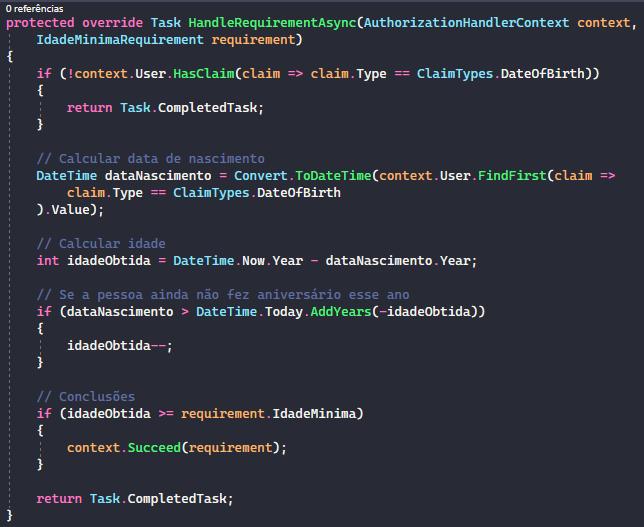 0 referências
protected override Task HandleRequirementAsync(AuthorizationHandlerContext context,
IdadeMinimaRequirement requirement)
{
if (!context.User.HasClaim(claim => claim.Type == ClaimTypes.DateOfBirth))
{
return Task.CompletedTask;
}
// Calcular data de nascimento
DateTime dataNascimento = Convert.ToDateTime(context.User.FindFirst(claim =>
claim.Type == ClaimTypes.DateOfBirth
).Value);
// Calcular idade
int idadeObtida = DateTime.Now.Year - dataNascimento.Year;
// Se a pessoa ainda não fez aniversário esse ano
if (dataNascimento > DateTime.Today.AddYears(-idadeObtida))
{
idadeObtida--;
}
// Conclusões
if (idadeObtida >= requirement.IdadeMinima)
{
context.Succeed(requirement);
}
return Task.CompletedTask;
}